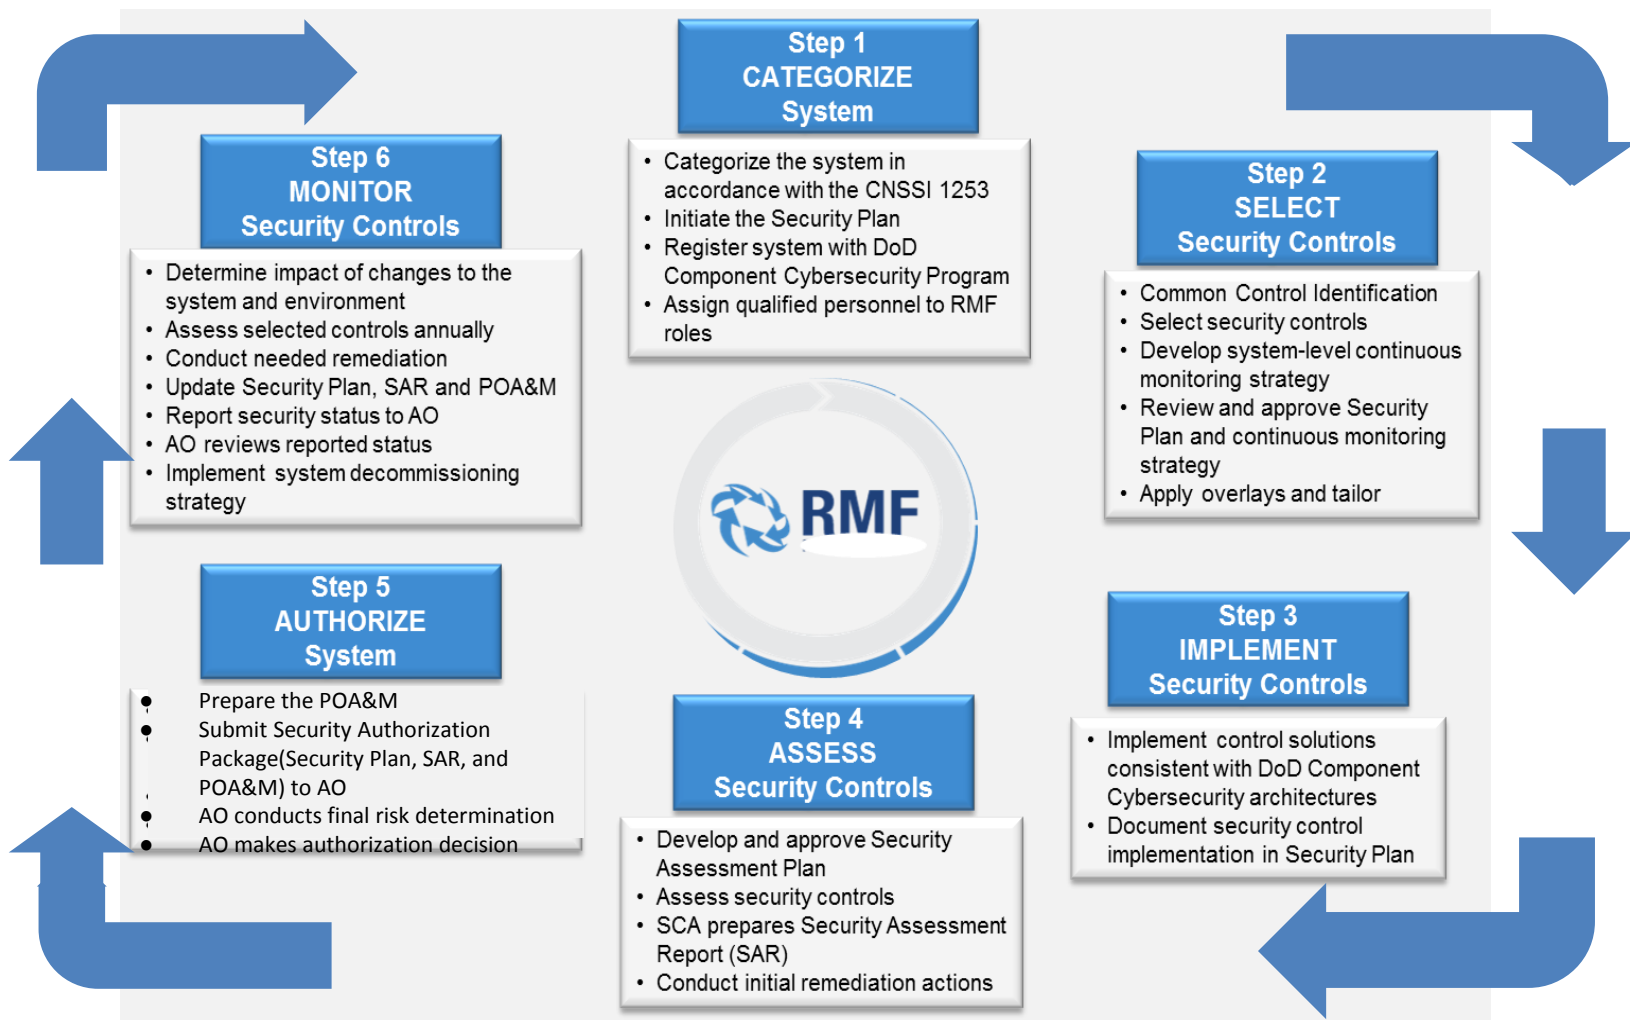 Step 1
CATEGORIZE
System
• Categorize the system in
accordance with the CNSSI 1253
• Initiate the Security Plan
• Register system with DoD
Component Cybersecurity Program
• Assign qualified personnel to RMF
roles
Step 2
SELECT
Security Controls
• Common Control Identification
• Select security controls
• Develop system-level continuous
monitoring strategy
• Review and approve Security
Plan and continuous monitoring
strategy
• Apply overlays and tailor
Step 3
IMPLEMENT
Security Controls
• Implement control solutions
consistent with DoD Component
Cybersecurity architectures
• Document security control
implementation in Security Plan
Step 4
ASSESS
Security Controls
• Develop and approve Security
Assessment Plan
• Assess security controls
• SCA prepares Security Assessment
Report (SAR)
• Conduct initial remediation actions
Step 5
AUTHORIZE
System
• Prepare the POA&M
• Submit Security Authorization
Package(Security Plan, SAR, and
POA&M) to AO
• AO conducts final risk determination
• AO makes authorization decision
Step 6
MONITOR
Security Controls
• Determine impact of changes to the
system and environment
• Assess selected controls annually
• Conduct needed remediation
• Update Security Plan, SAR and POA&M
• Report security status to AO
• AO reviews reported status
• Implement system decommissioning
strategy
RMF